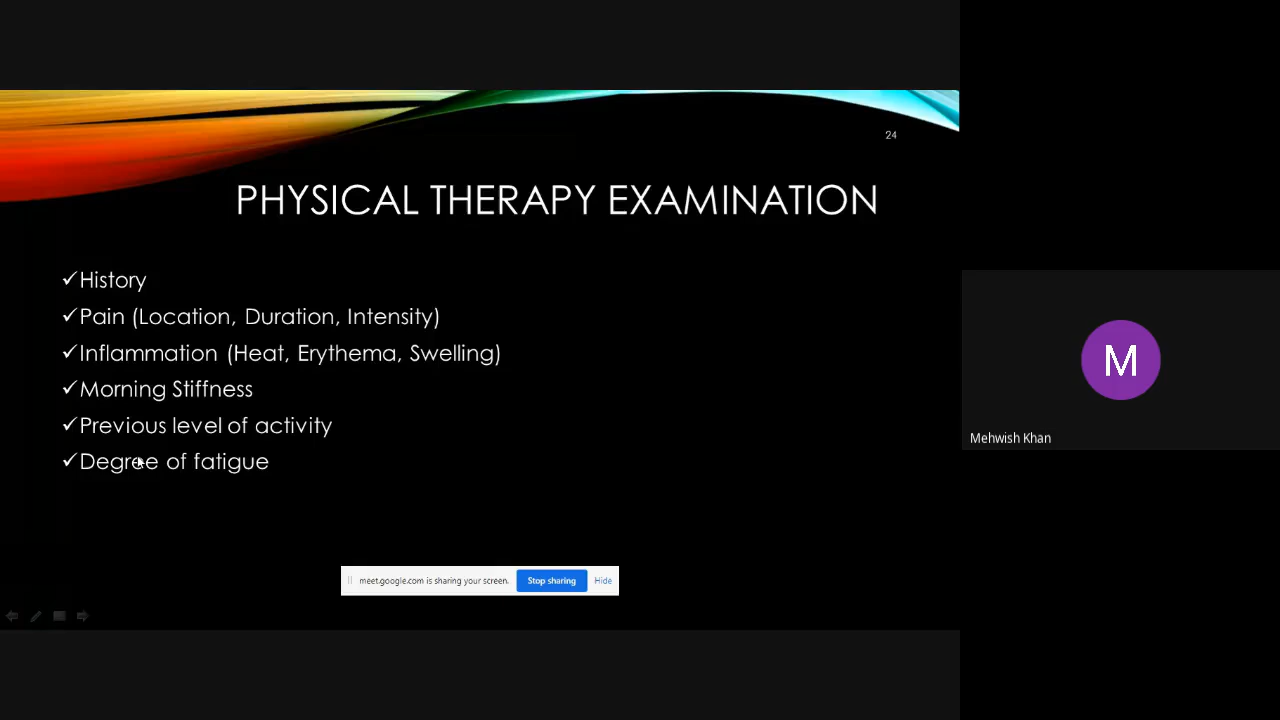 24
PHYSICAL THERAPY EXAMINATION
✓History
✓Pain (Location, Duration, Intensity)
✓Inflammation (Heat, Erythema, Swelling)
✓Morning Stiffness
✓Previous level of activity
✓Degree of fatigue
M
Mehwish Khan
meet.google.com is sharing your screen. Stop sharing Hide